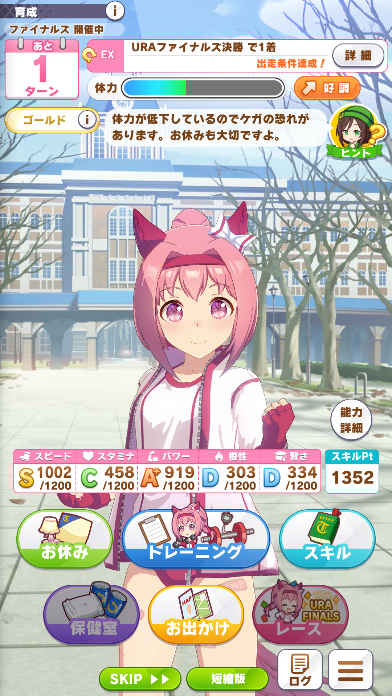 育成
ファイナルズ 開催中
あと
1
ターン
EX
URAファイナルズ決勝 で1着
出走条件達成!
詳細
体力
好調
ゴールド
体力が低下しているのでケガの恐れが
あります。お休みも大切ですよ。
ヒント
能力
詳細
スピード
スタミナ
パワー
根性
賢さ
スキルPt
S 1002 /1200
C 458 /1200
A+ 919 /1200
D 303 /1200
D 334 /1200
1352
お休み
トレーニング
スキル
保健室
お出かけ
URA
FINALS
レース
SKIP
短縮版
ログ